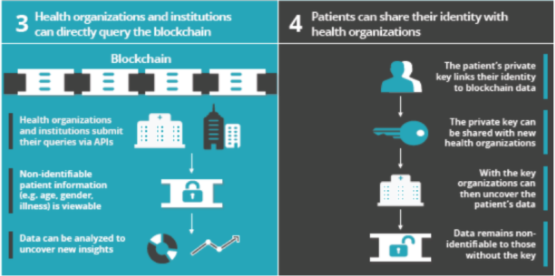 3 Health organizations and institutions
can directly query the blockchain
Blockchain
Health organizations
and institutions submit
their queries via APIs
Non-identifiable
patient information
(e.g. age, gender,
illness) is viewable
Data can be analyzed to
uncover new insights
4 Patients can share their identity with
health organizations
The patient's private
key links their identity
to blockchain data
The private key can
be shared with new
health organizations
With the key
organizations can
then uncover the
patient's data
Data remains non-
identifiable to those
without the key